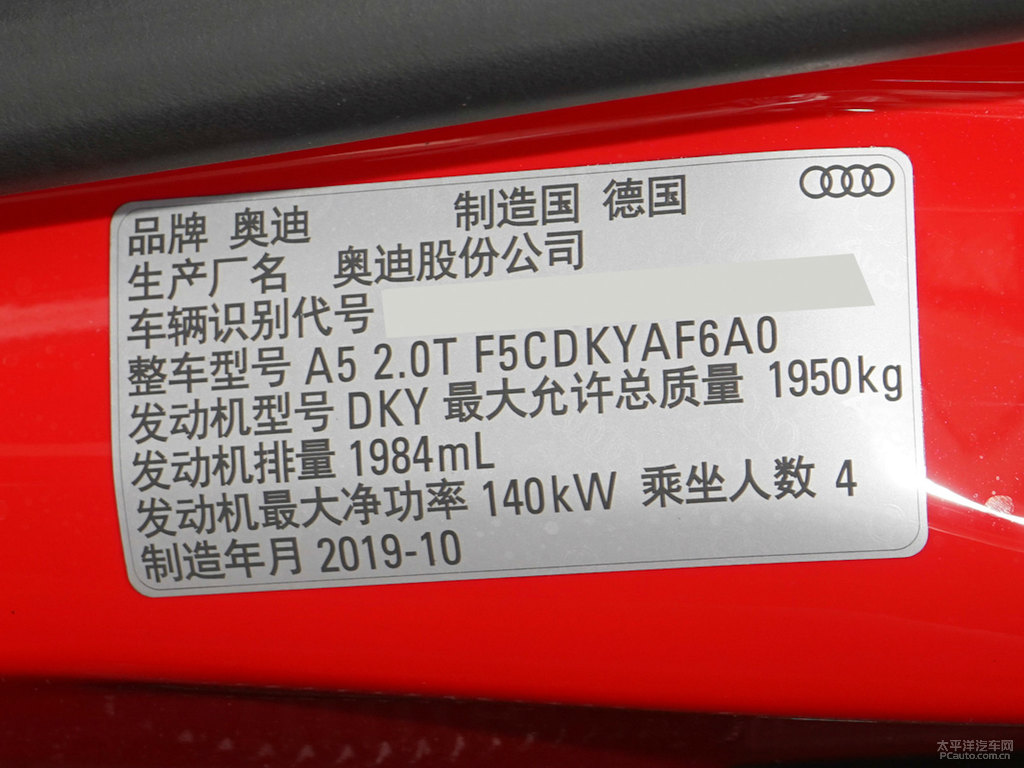 品牌 奥迪 制造国 德国
生产厂名 奥迪股份公司
车辆识别代号
整车型号 A5 2.0T F5CDKYAF6A0
发动机型号 DKY 最大允许总质量 1950kg
发动机排量 1984mL
发动机最大净功率 140kW 乘坐人数 4
制造年月 2019-10
太平洋汽车网
PCauto.com.cn